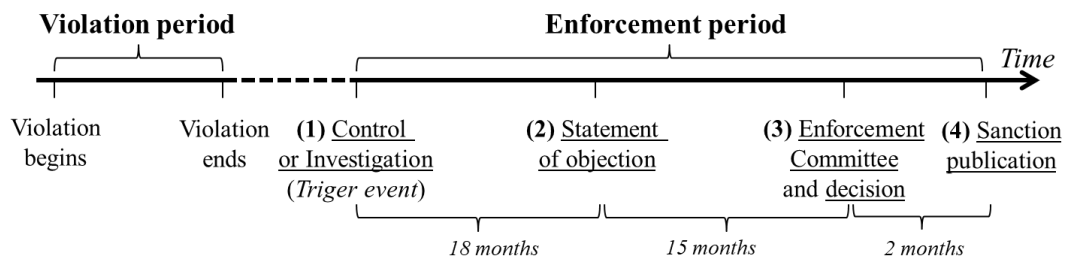 Violation period
Enforcement period
Time
Violation
begins
Violation
ends
(1) Control
or Investigation
(Triger event)
(2) Statement
of objection
(3) Enforcement
Committee
and decision
(4) Sanction
publication
18 months
15 months
2 months